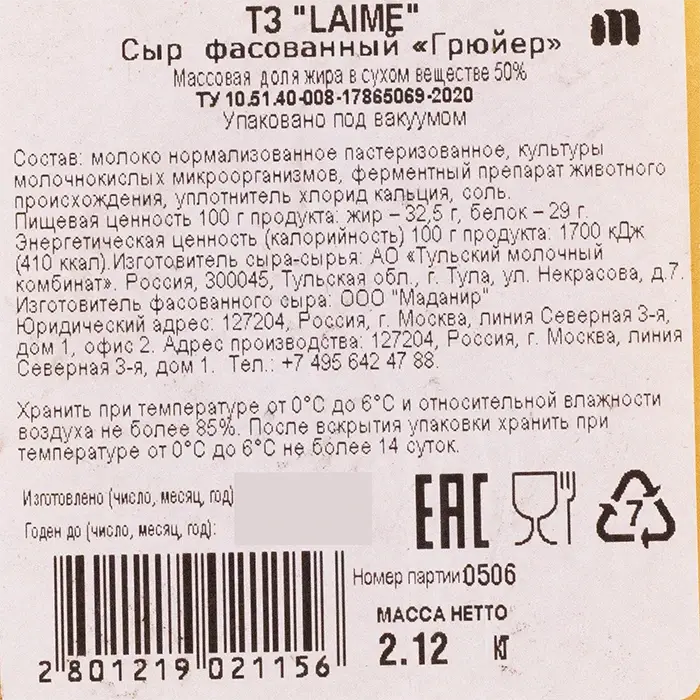 ТЗ "LAIME"
Сыр фасованный «Грюйер»
m
Массовая доля жира в сухом веществе 50%
ТУ 10.51.40-008-17865069-2020
Упаковано под вакуумом
Состав: молоко нормализованное пастеризованное, культуры
молочнокислых микроорганизмов, ферментный препарат животного
происхождения, уплотнитель хлорид кальция, соль.
Пищевая ценность 100 г продукта: жир – 32,5 г, белок – 29 г.
Энергетическая ценность (калорийность) 100 г продукта: 1700 кДж
(410 ккал).Изготовитель сыра-сырья: АО «Тульский молочный
комбинат». Россия, 300045, Тульская обл., г. Тула, ул. Некрасова, д.7.
Изготовитель фасованного сыра: ООО "Маданир"
Юридический адрес: 127204, Россия, г. Москва, линия Северная 3-я,
дом 1, офис 2. Адрес производства: 127204, Россия, г. Москва, линия
Северная 3-я, дом 1. Тел.: +7 495 642 47 88.
Хранить при температуре от 0°С до 6°С и относительной влажности
воздуха не более 85%. После вскрытия упаковки хранить при
температуре от 0°С до 6°С не более 14 суток.
Изготовлено (число, месяц, год)
Годен до (число, месяц, год):
EAC
7
Номер партии:0506
МАССА НЕТТО
2.12 КГ
2 801219 021156